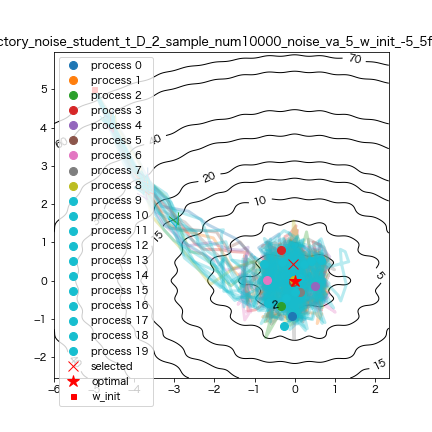 ctory_noise_student_t_D_2_sample_num10000_noise_va_5_w_init_-5_5f
process 0
process 1
process 2
process 3
process 4
process 5
process 6
process 7
process 8
process 9
process 10
process 11
process 12
process 13
process 14
process 15
process 16
process 17
process 18
process 19
selected
optimal
w_init
70
60
40
20
10
15
5
2
15
5
4
3
2
1
0
−1
−2
−6
−3
−2
−1
0
1
2